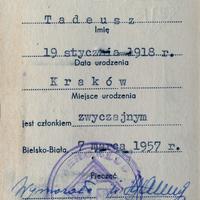 Tadeusz
Imię
19 stycznia 1918 r.
Data urodzenia
Kraków
Miejsce urodzenia
jest członkiem zwyczajnym
Bielsko-Biała, 7 marca 1957 r.
Pieczęć